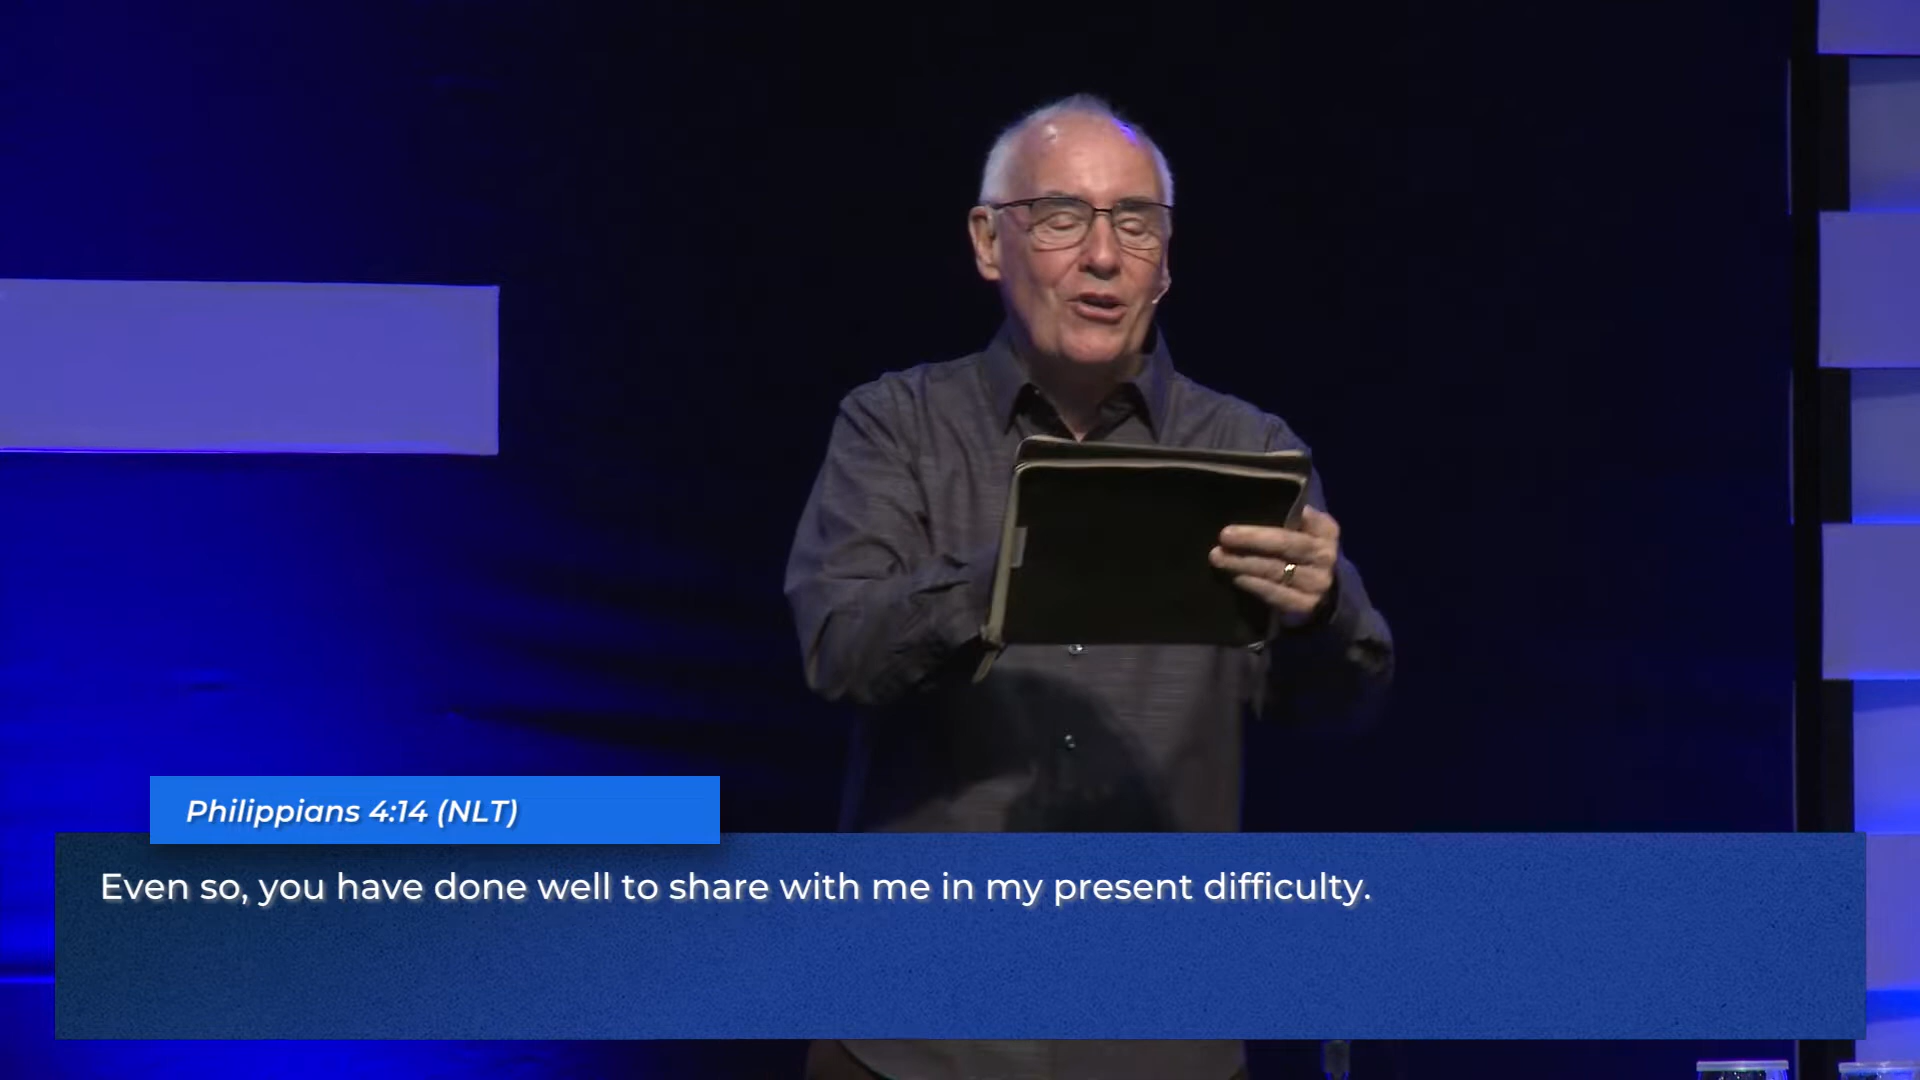 Philippians 4:14 (NLT)
Even so, you have done well to share with me in my present difficulty.